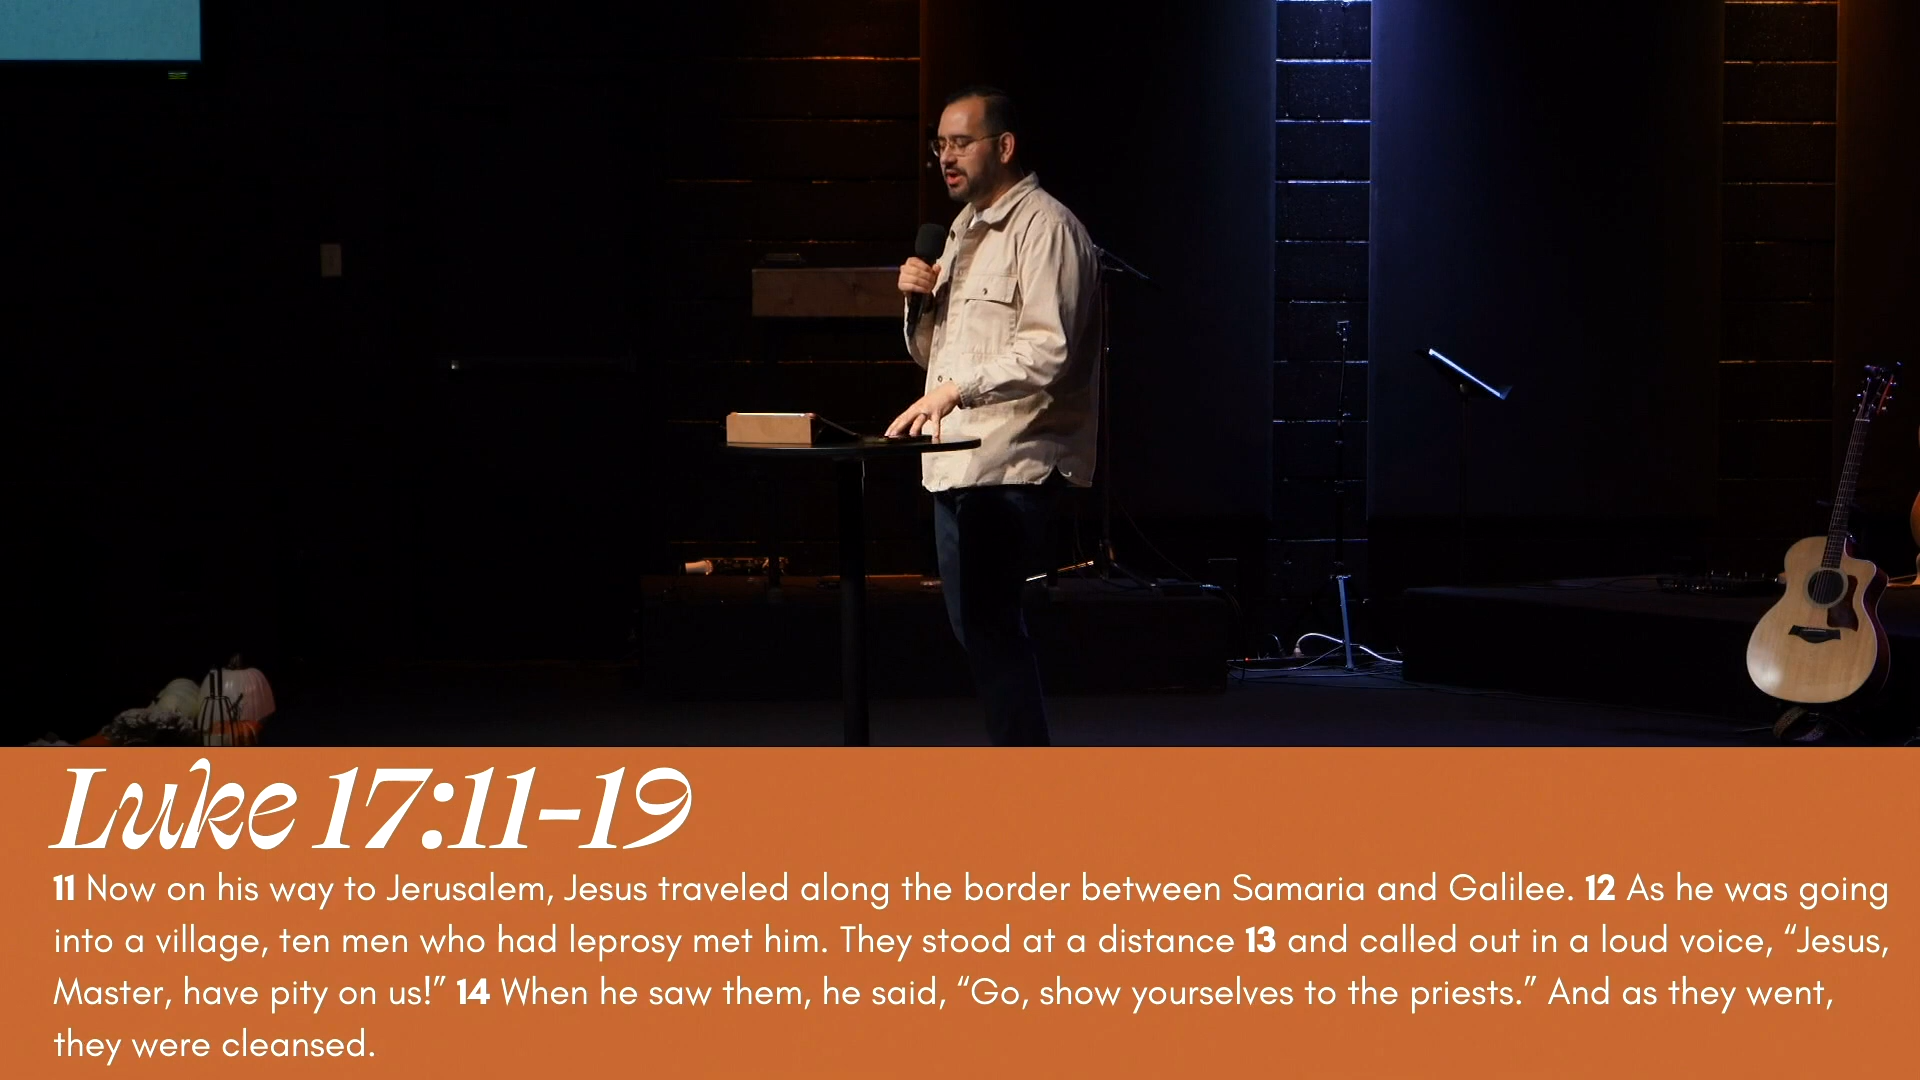 Luke 17:11-19
11 Now on his way to Jerusalem, Jesus traveled along the border between Samaria and Galilee. 12 As he was going
into a village, ten men who had leprosy met him. They stood at a distance 13 and called out in a loud voice, “Jesus,
Master, have pity on us!” 14 When he saw them, he said, “Go, show yourselves to the priests.” And as they went,
they were cleansed.